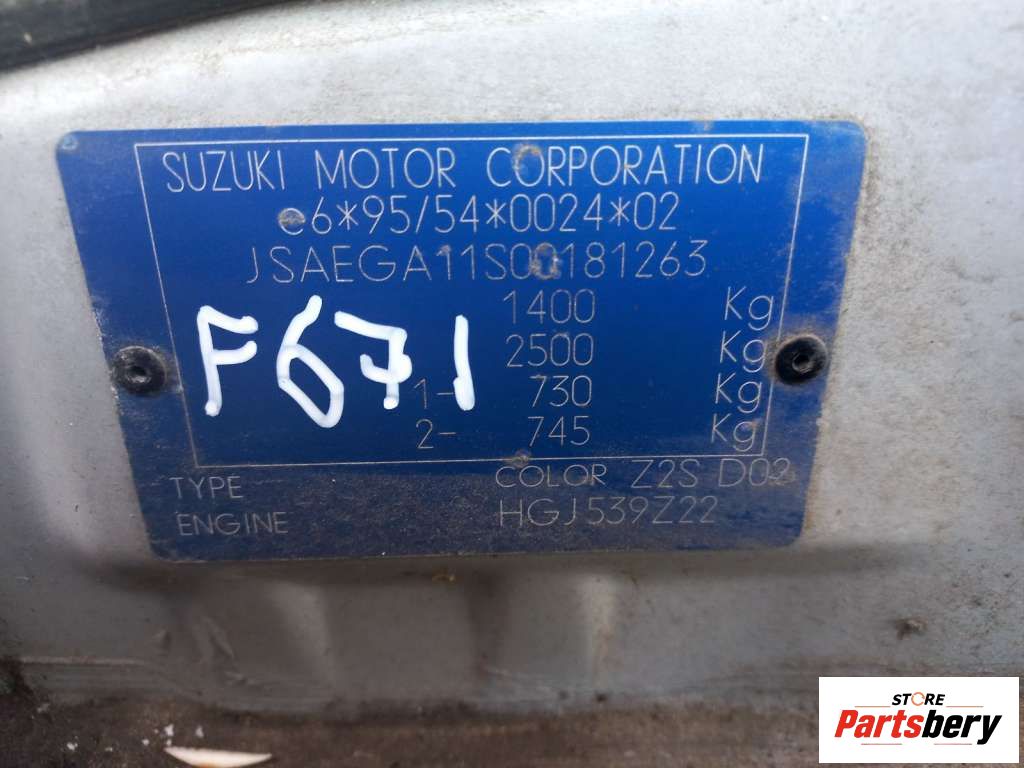 SUZUKI MOTOR CORPORATION
e6*95/54*0024*02
JSAEGA11S00181263
1400 Kg
2500 Kg
F671
1- 730 Kg
2- 745 Kg
TYPE COLOR Z2S D02
ENGINE HGJ539Z22
STORE
Partsbery